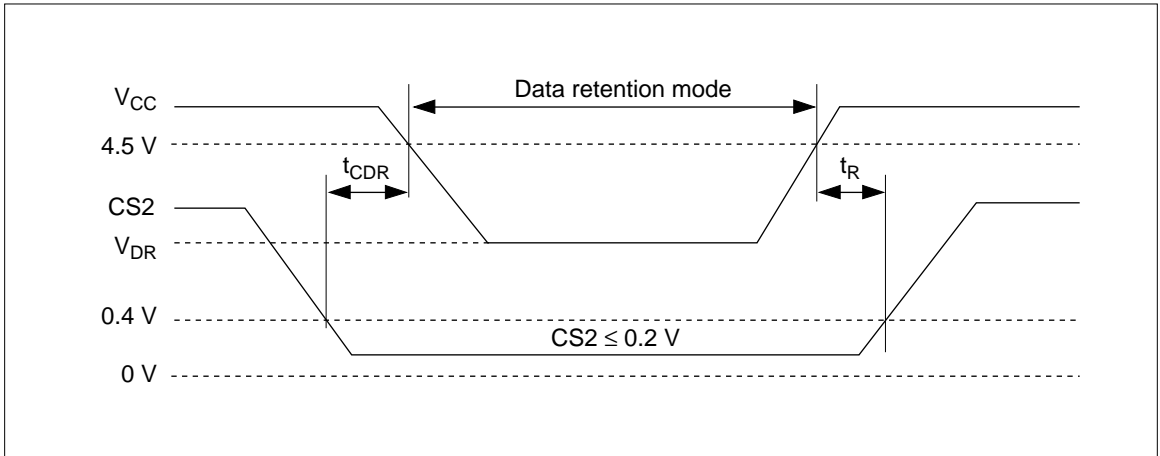 Data retention mode
VCC
4.5 V
tCDR
tR
CS2
VDR
0.4 V
CS2 ≤ 0.2 V
0 V